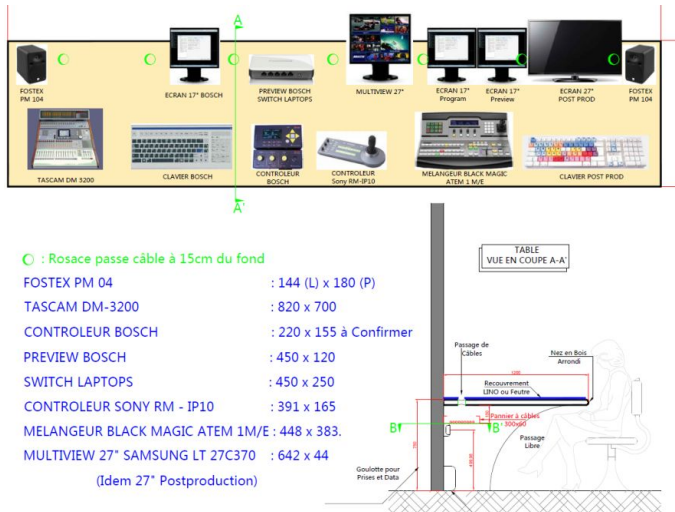 A
FOSTEX
PM 104
ECRAN 17" BOSCH
PREVIEW BOSCH
SWITCH LAPTOPS
MULTIVIEW 27"
ECRAN 17"
Program
ECRAN 17"
Preview
ECRAN 27"
POST PROD
FOSTEX
PM 104
TASCAM DM 3200
CLAVIER BOSCH
CONTROLEUR
BOSCH
CONTROLEUR
Sony RM-IP10
MELANGEUR BLACK MAGIC
ATEM 1 M/E
CLAVIER POST PROD
A'
: Rosace passe câble à 15cm du fond
FOSTEX PM 04 : 144 (L) x 180 (P)
TASCAM DM-3200 : 820 x 700
CONTROLEUR BOSCH : 220 x 155 à Confirmer
PREVIEW BOSCH : 450 x 120
SWITCH LAPTOPS : 450 x 250
CONTROLEUR SONY RM - IP10 : 391 x 165
MELANGEUR BLACK MAGIC ATEM 1M/E : 448 x 383.
MULTIVIEW 27" SAMSUNG LT 27C370 : 642 x 44
(Idem 27" Postproduction)
TABLE
VUE EN COUPE A-A'
Passage de
Câbles
Nez en Bois
Arrondi
Recouvrement
LINO ou Feutre
Pannier à câbles
300x60
B
B'
Passage
Libre
Goulotte pour
Prises et Data